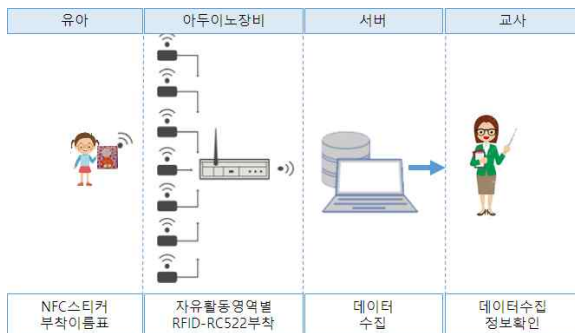 유아
아두이노장비
서버
교사
NFC스티커
부착이름표
자유활동영역별
RFID-RC522부착
데이터
수집
데이터수집
정보확인